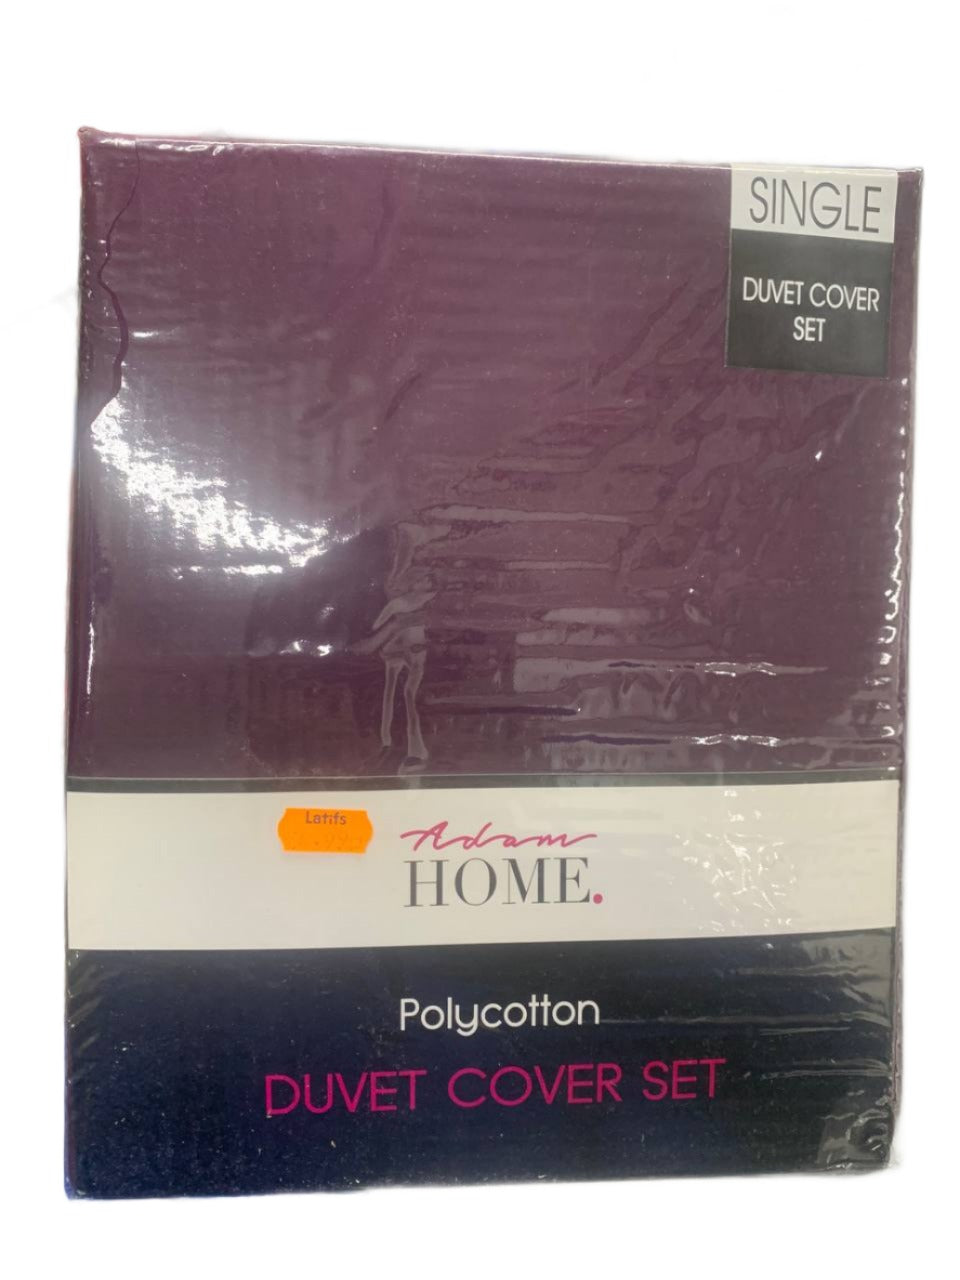 SINGLE
DUVET COVER
SET
Latifs
Adam
HOME.
Polycotton
DUVET COVER SET